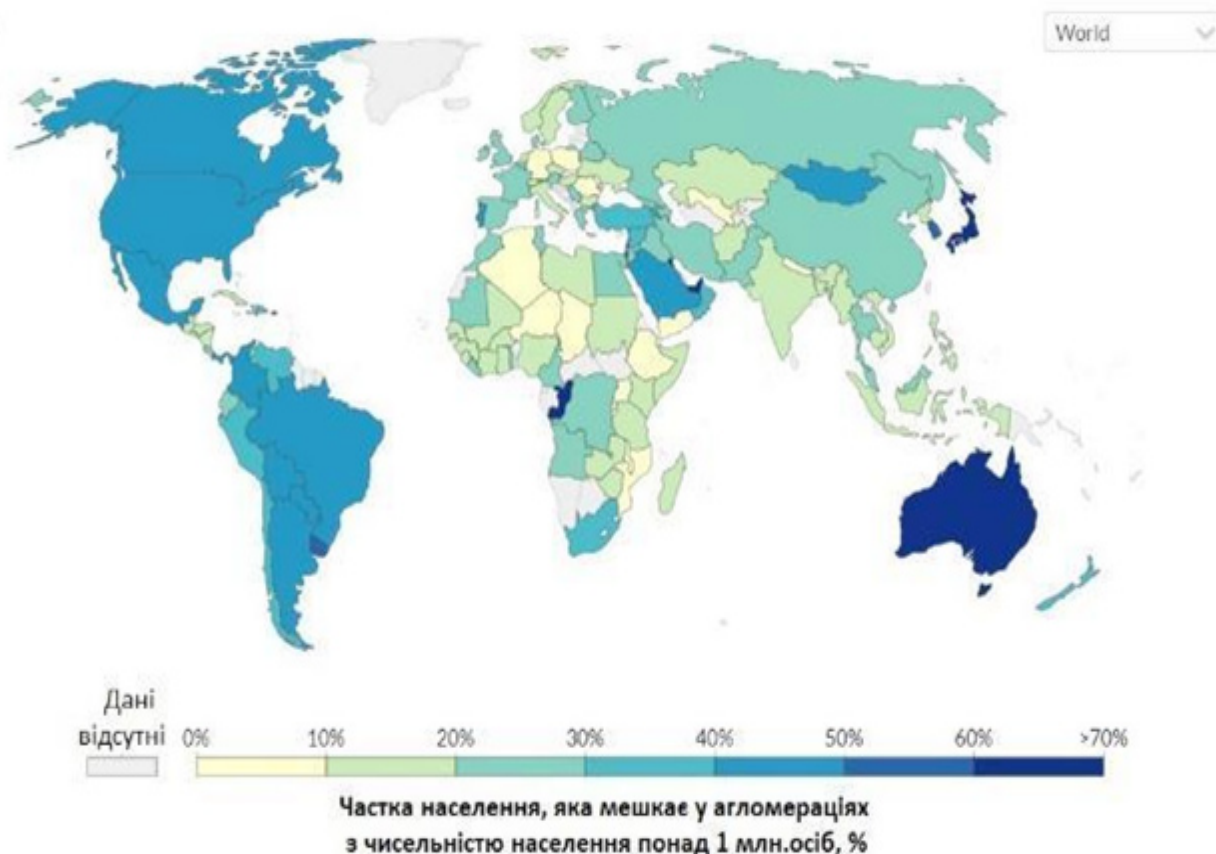 World
Дані
відсутні
0% 10% 20% 30% 40% 50% 60% >70%
Частка населення, яка мешкає у агломераціях
з чисельністю населення понад 1 млн.осіб, %